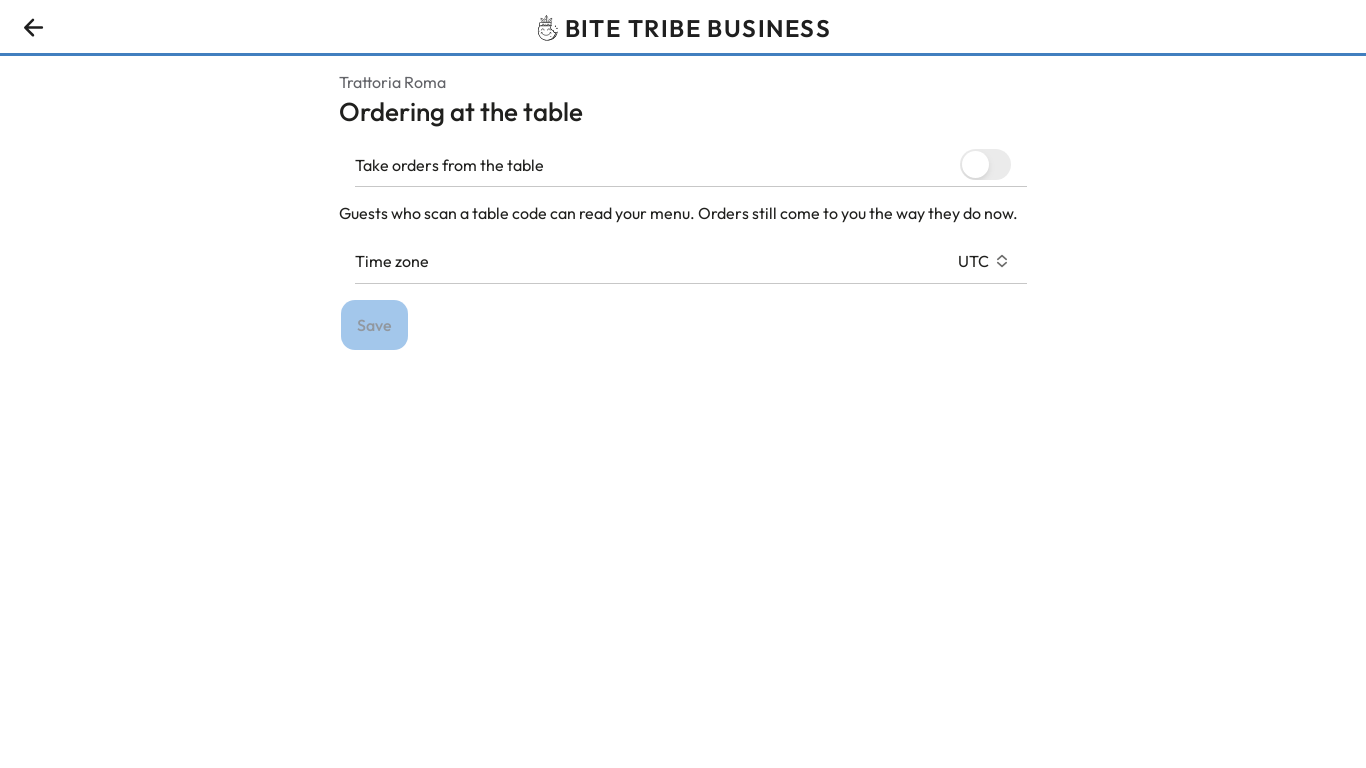 BITE TRIBE BUSINESS
Trattoria Roma
Ordering at the table
Take orders from the table
Guests who scan a table code can read your menu. Orders still come to you the way they do now.
Time zone UTC
Save